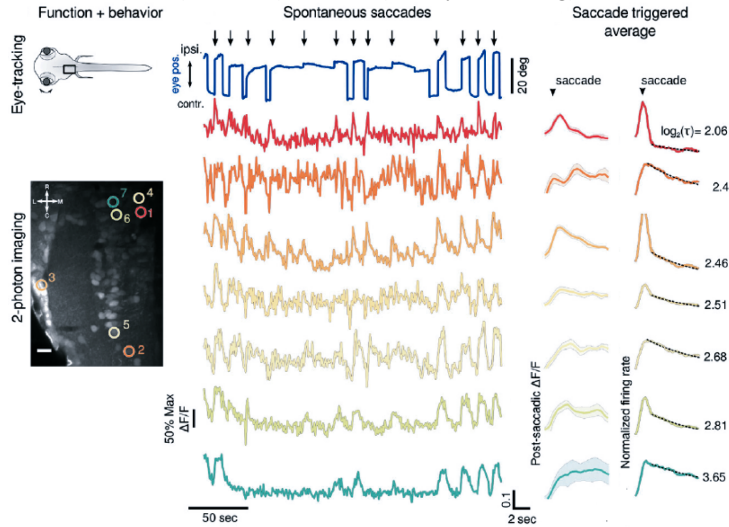 Function + behavior
Spontaneous saccades
Saccade triggered
average
Eye-tracking
ipsi.
eye pos.
contr.
20 deg
saccade
saccade
log₂(τ)= 2.06
2.4
2.46
2.51
2.68
2.81
3.65
2-photon imaging
R
L M
C
7
4
6
1
3
5
2
50% Max
ΔF/F
50 sec
Post-saccadic ΔF/F
Normalized firing rate
0.1
2 sec